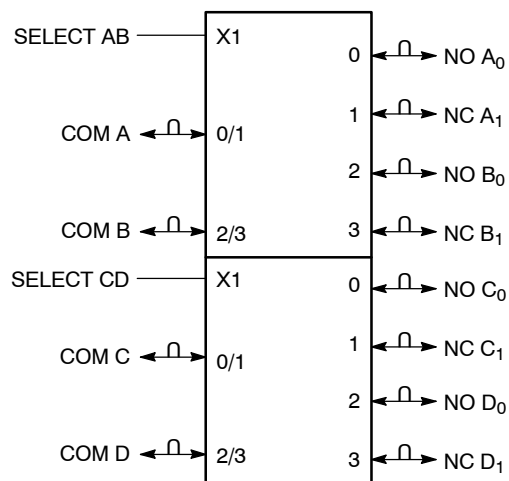 SELECT AB X1
0 NO A0
1 NC A1
COM A 0/1
2 NO B0
COM B 2/3 3 NC B1
SELECT CD X1 0 NO C0
1 NC C1
COM C 0/1
2 NO D0
COM D 2/3 3 NC D1